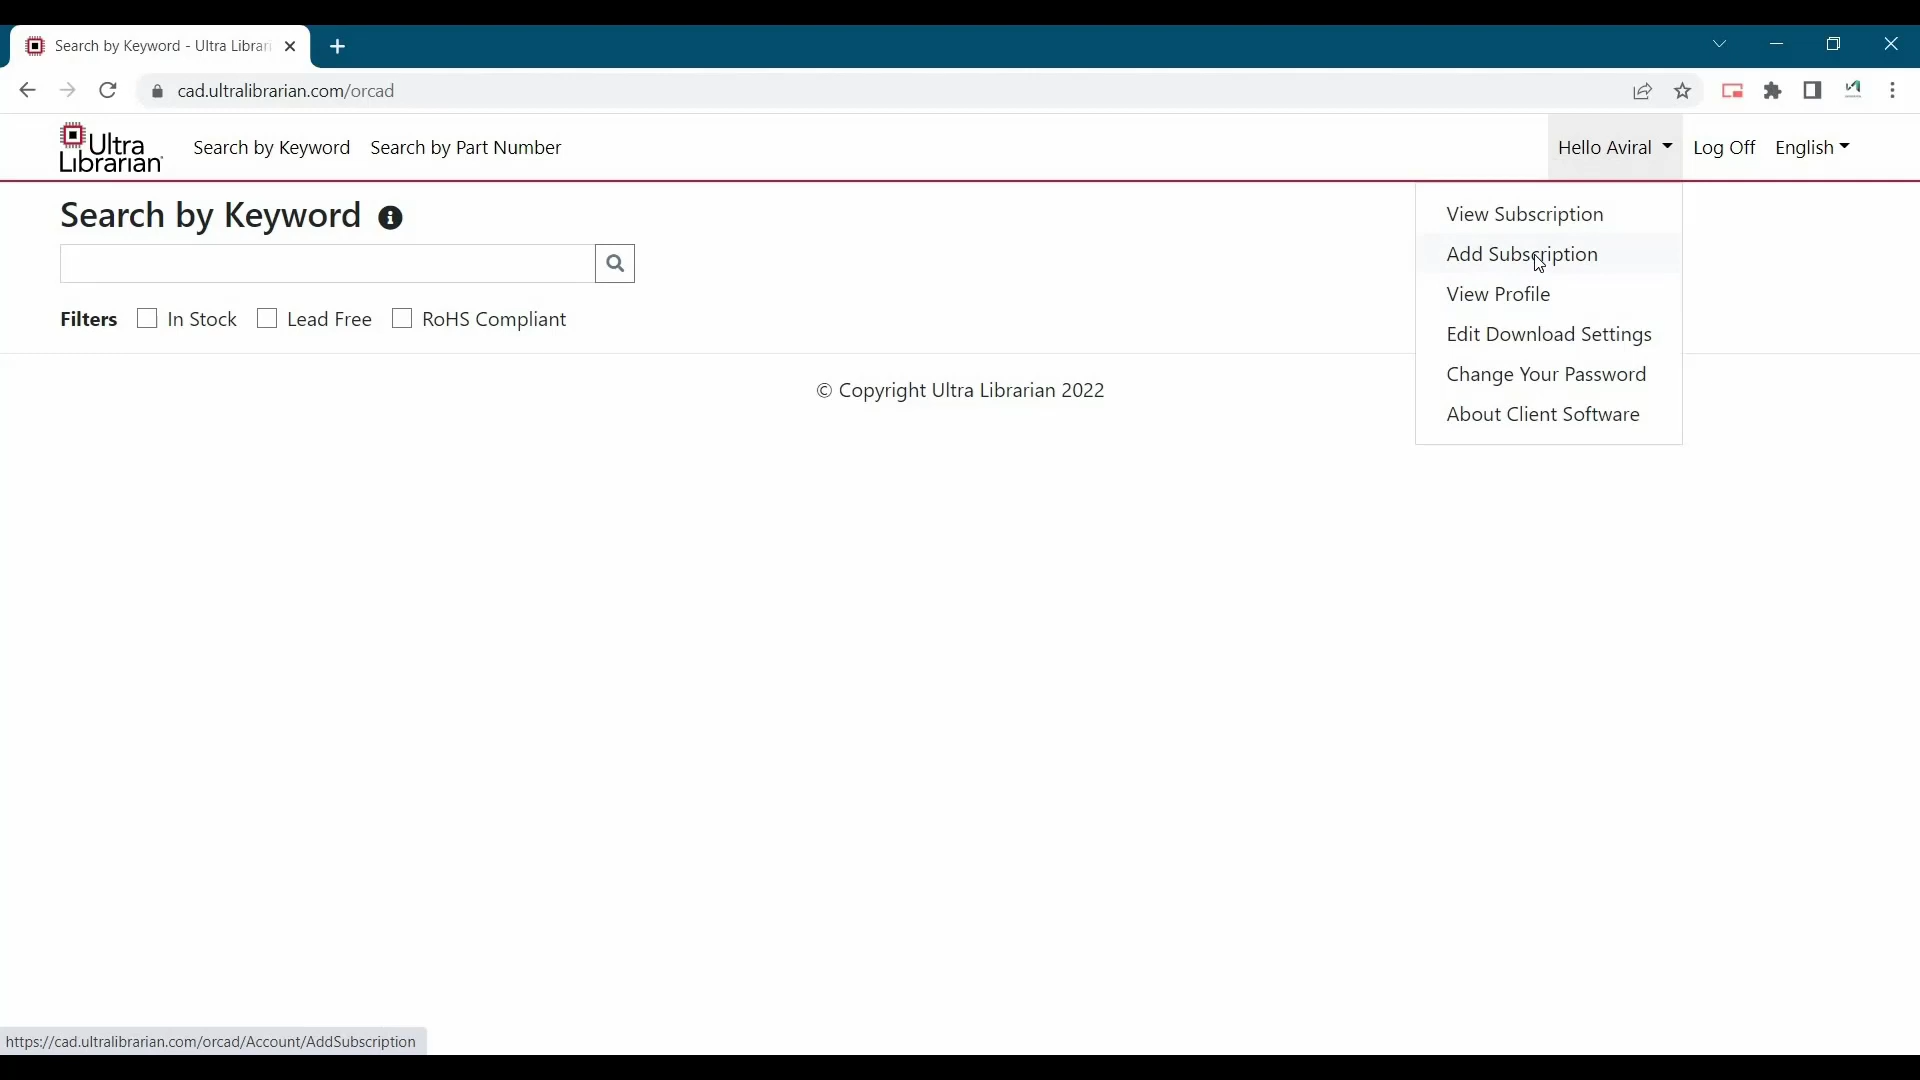 Search by Keyword - Ultra Librari
cad.ultralibrarian.com/orcad
Ultra
Librarian
Search by Keyword Search by Part Number
Hello Aviral Log Off English
Search by Keyword
View Subscription
Add Subscription
View Profile
Edit Download Settings
Change Your Password
About Client Software
Filters In Stock Lead Free RoHS Compliant
© Copyright Ultra Librarian 2022
https://cad.ultralibrarian.com/orcad/Account/AddSubscription